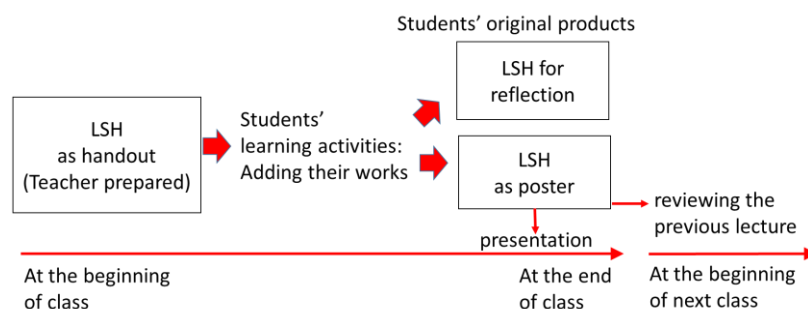 Students’ original products
LSH for
reflection
LSH
as handout
(Teacher prepared)
Students’
learning activities:
Adding their works
LSH
as poster
reviewing the
previous lecture
presentation
At the beginning
of class
At the end
of class
At the beginning
of next class